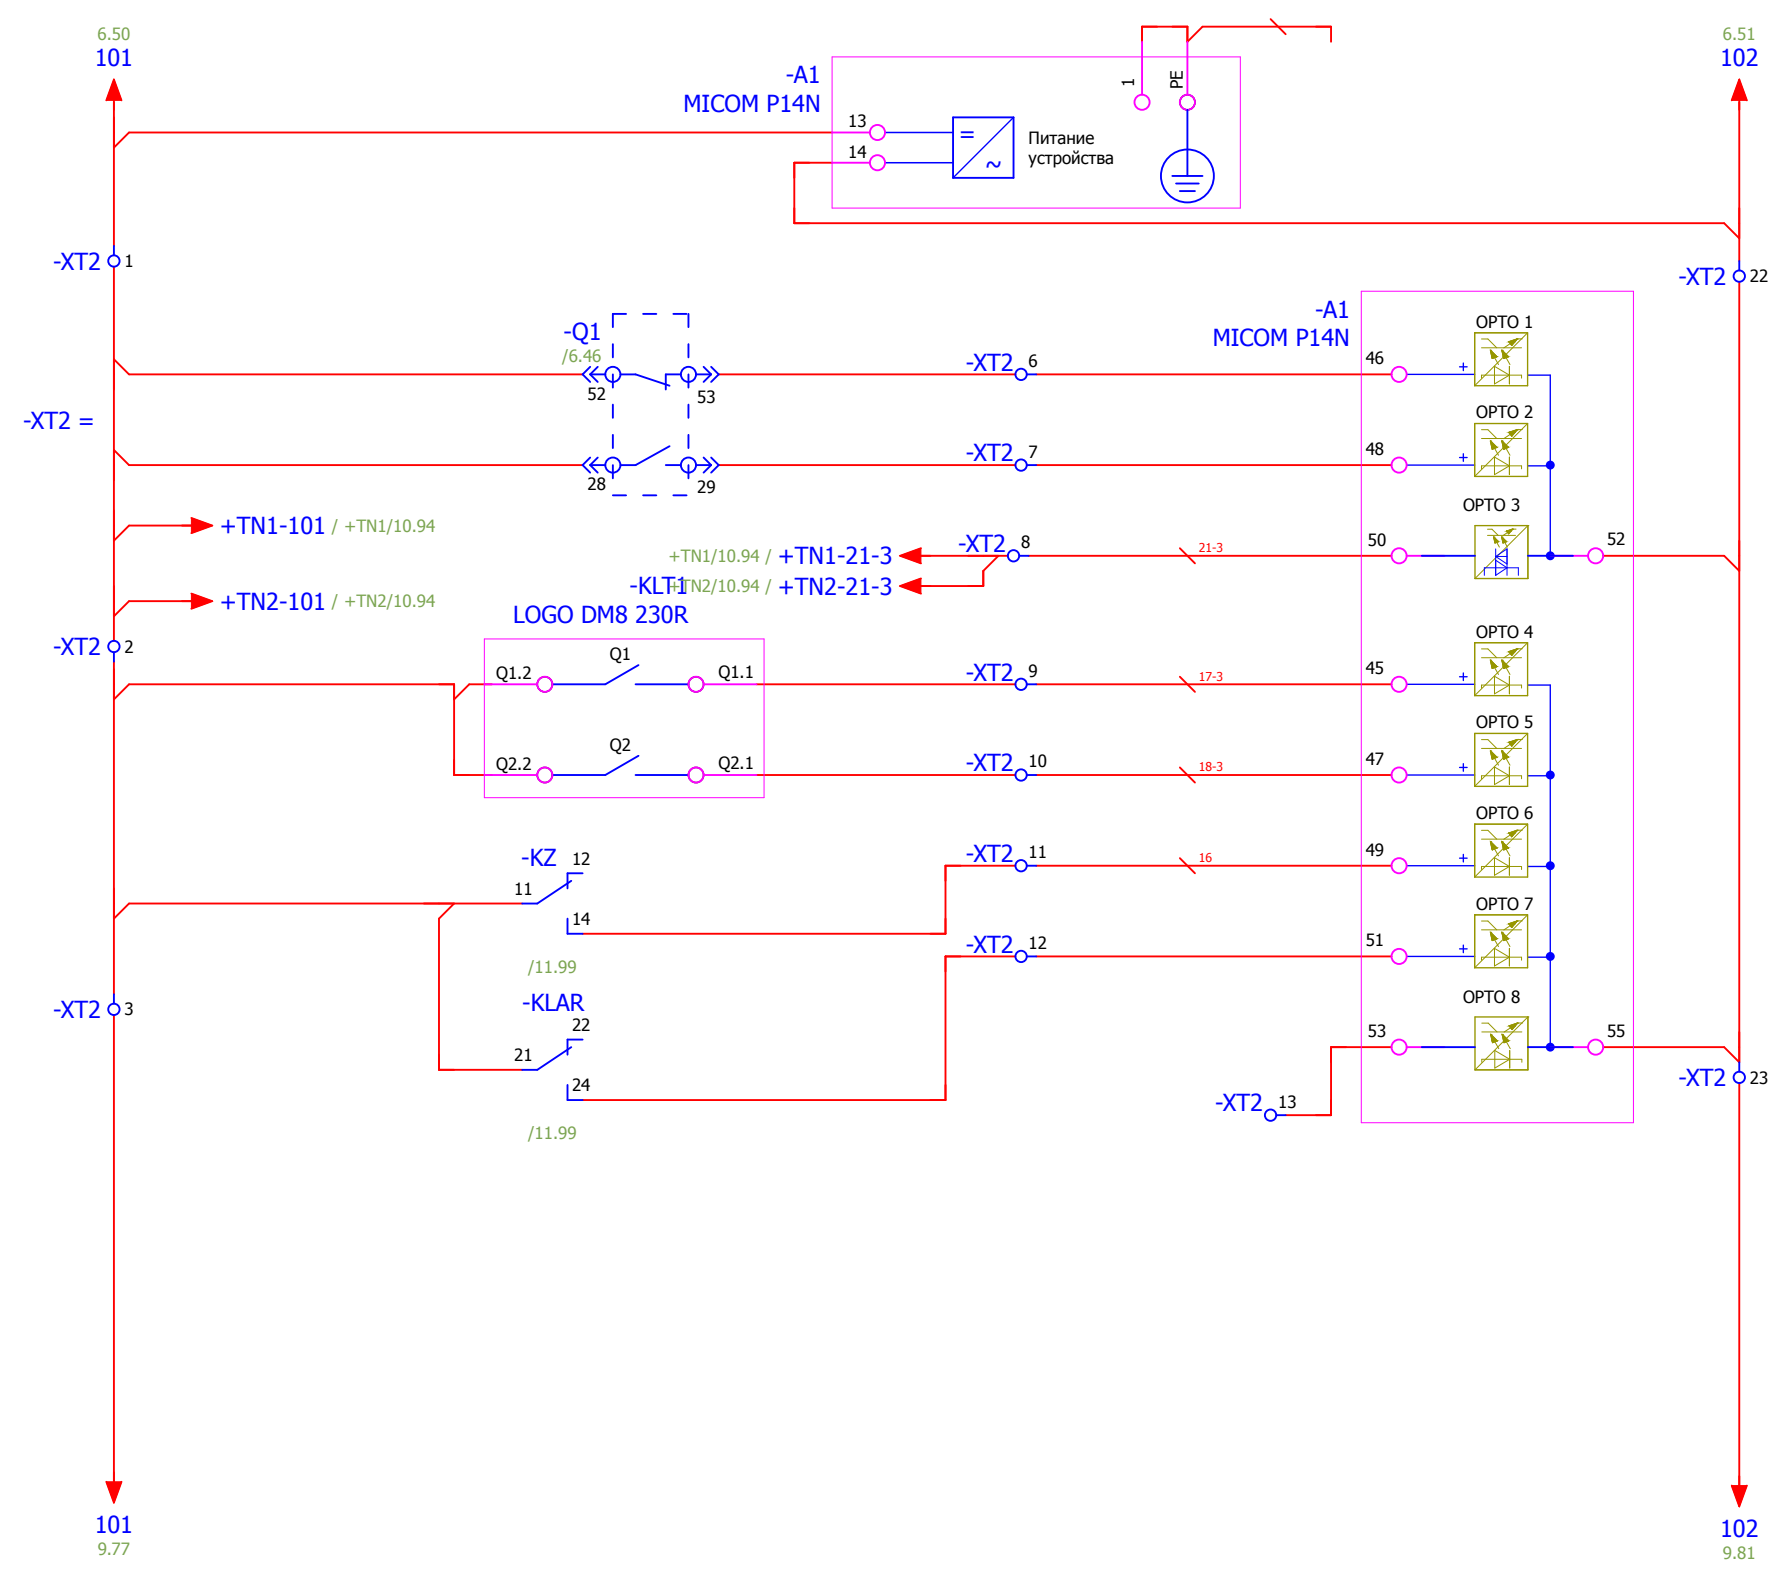 6.50
101
6.51
102
-A1
MICOM P14N
1
PE
13
14
=
~
Питание
устройства
-XT2 1
-XT2 22
-Q1
/6.46
52
53
28
29
-XT2 =
-XT2 6
-XT2 7
-A1
MICOM P14N
46
+
OPTO 1
48
+
OPTO 2
OPTO 3
50
52
+TN1-101 / +TN1/10.94
+TN1/10.94 / +TN1-21-3
-XT2 8
21-3
+TN2/10.94 / +TN2-21-3
+TN2-101 / +TN2/10.94
-KLT1
LOGO DM8 230R
-XT2 2
Q1.2
Q1
Q1.1
-XT2 9
17-3
45
+
OPTO 4
Q2.2
Q2
Q2.1
-XT2 10
18-3
47
+
OPTO 5
-KZ
12
11
14
/11.99
-XT2 11
16
49
+
OPTO 6
-XT2 12
51
+
OPTO 7
-XT2 3
-KLAR
22
21
24
/11.99
OPTO 8
53
55
-XT2 13
-XT2 23
101
9.77
102
9.81